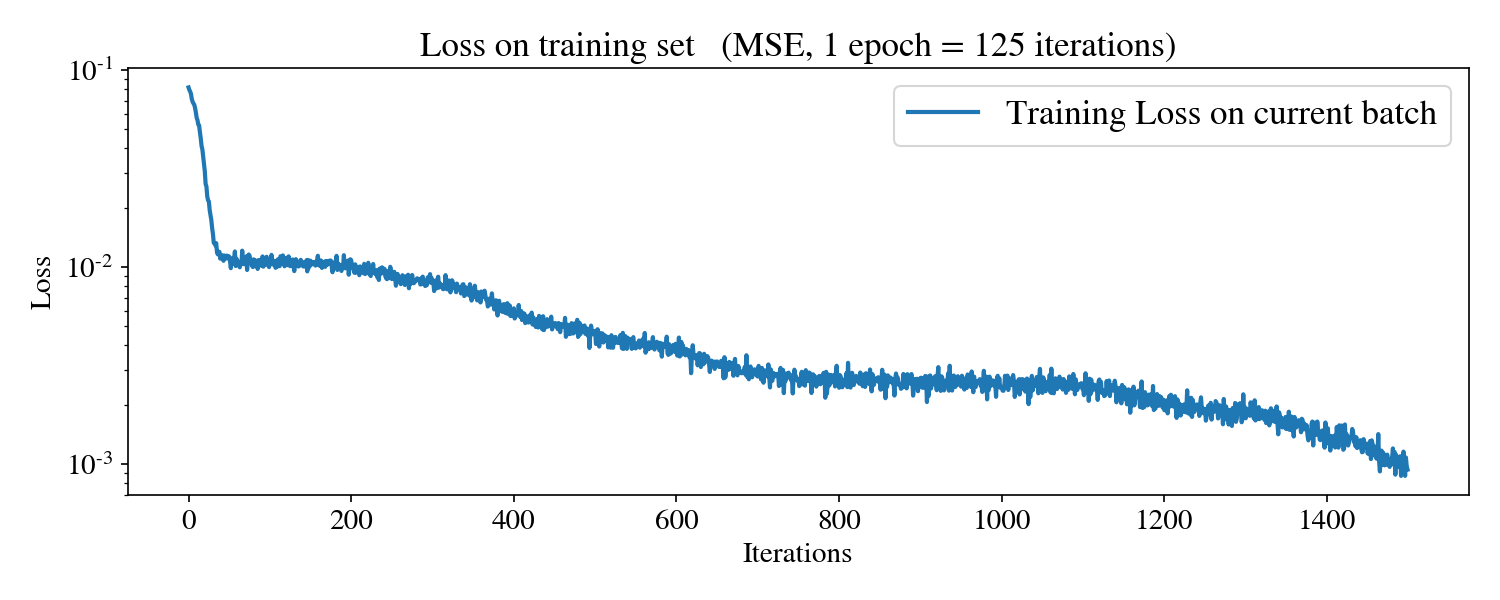 Loss on training set   (MSE, 1 epoch = 125 iterations)
Training Loss on current batch
Loss
10⁻¹
10⁻²
10⁻³
0 200 400 600 800 1000 1200 1400
Iterations